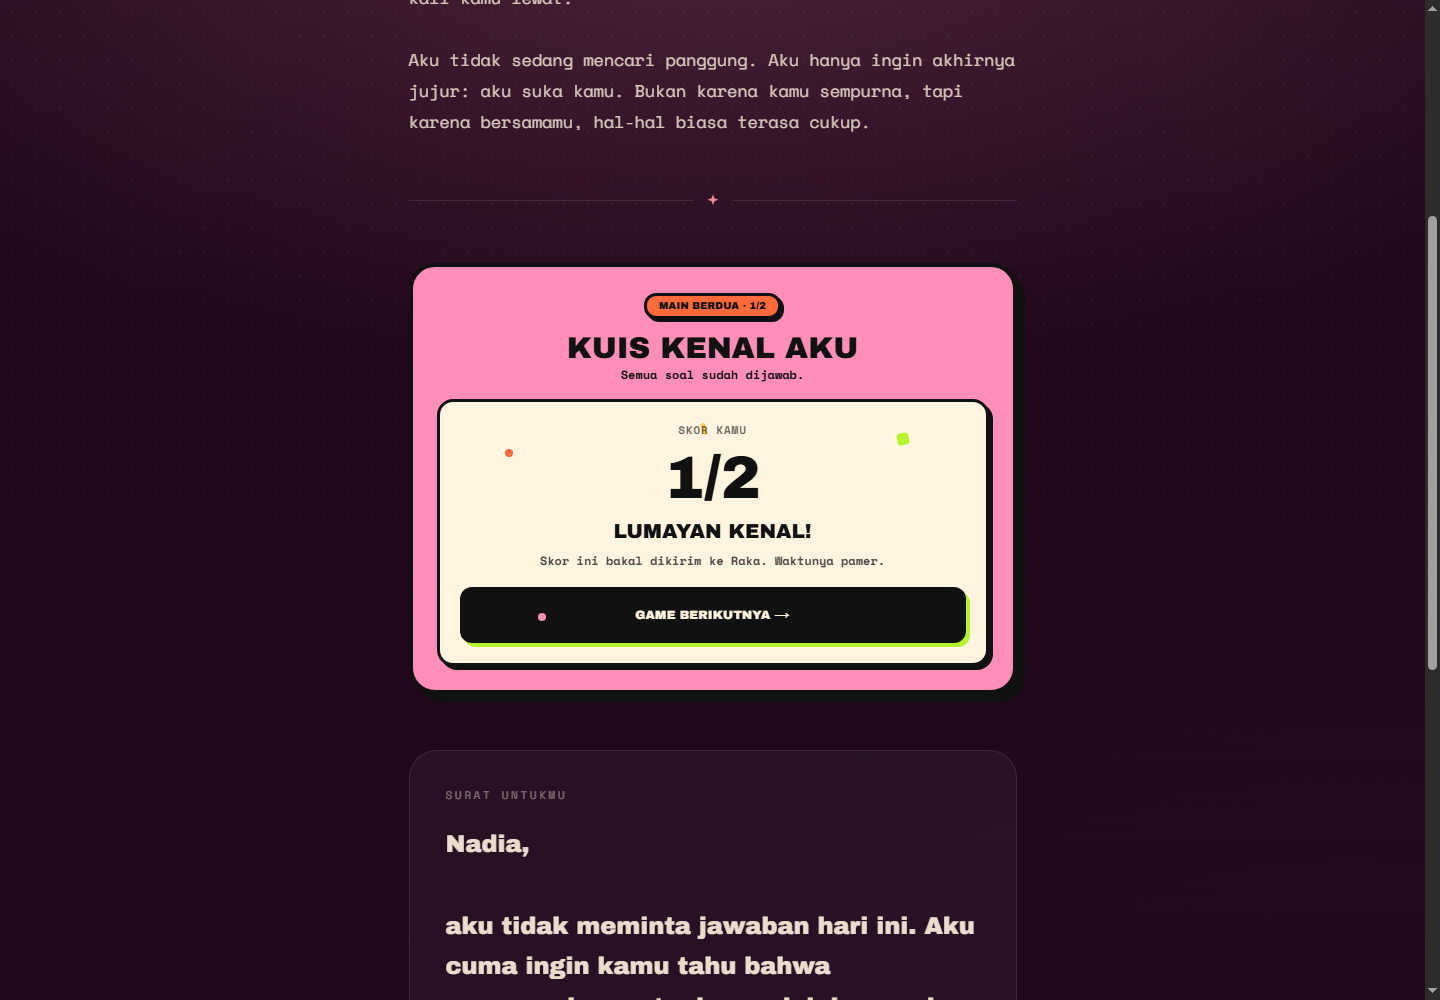 kali kamu lewat.
Aku tidak sedang mencari panggung. Aku hanya ingin akhirnya
jujur: aku suka kamu. Bukan karena kamu sempurna, tapi
karena bersamamu, hal-hal biasa terasa cukup.
MAIN BERDUA · 1/2
KUIS KENAL AKU
Semua soal sudah dijawab.
SKOR KAMU
1/2
LUMAYAN KENAL!
Skor ini bakal dikirim ke Raka. Waktunya pamer.
GAME BERIKUTNYA →
SURAT UNTUKMU
Nadia,
aku tidak meminta jawaban hari ini. Aku
cuma ingin kamu tahu bahwa